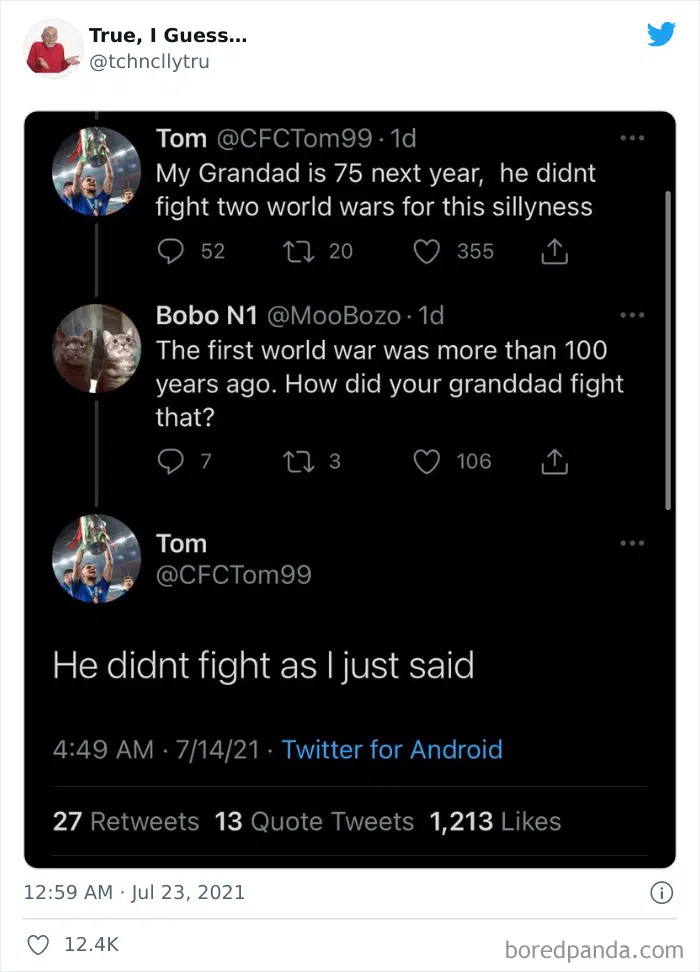 True, I Guess...
@tchncllytru
Tom @CFCTom99 · 1d
My Grandad is 75 next year,  he didnt
fight two world wars for this sillyness
52 20 355
Bobo N1 @MooBozo · 1d
The first world war was more than 100
years ago. How did your granddad fight
that?
7 3 106
Tom
@CFCTom99
He didnt fight as I just said
4:49 AM · 7/14/21 · Twitter for Android
27 Retweets 13 Quote Tweets 1,213 Likes
12:59 AM · Jul 23, 2021
12.4K
boredpanda.com